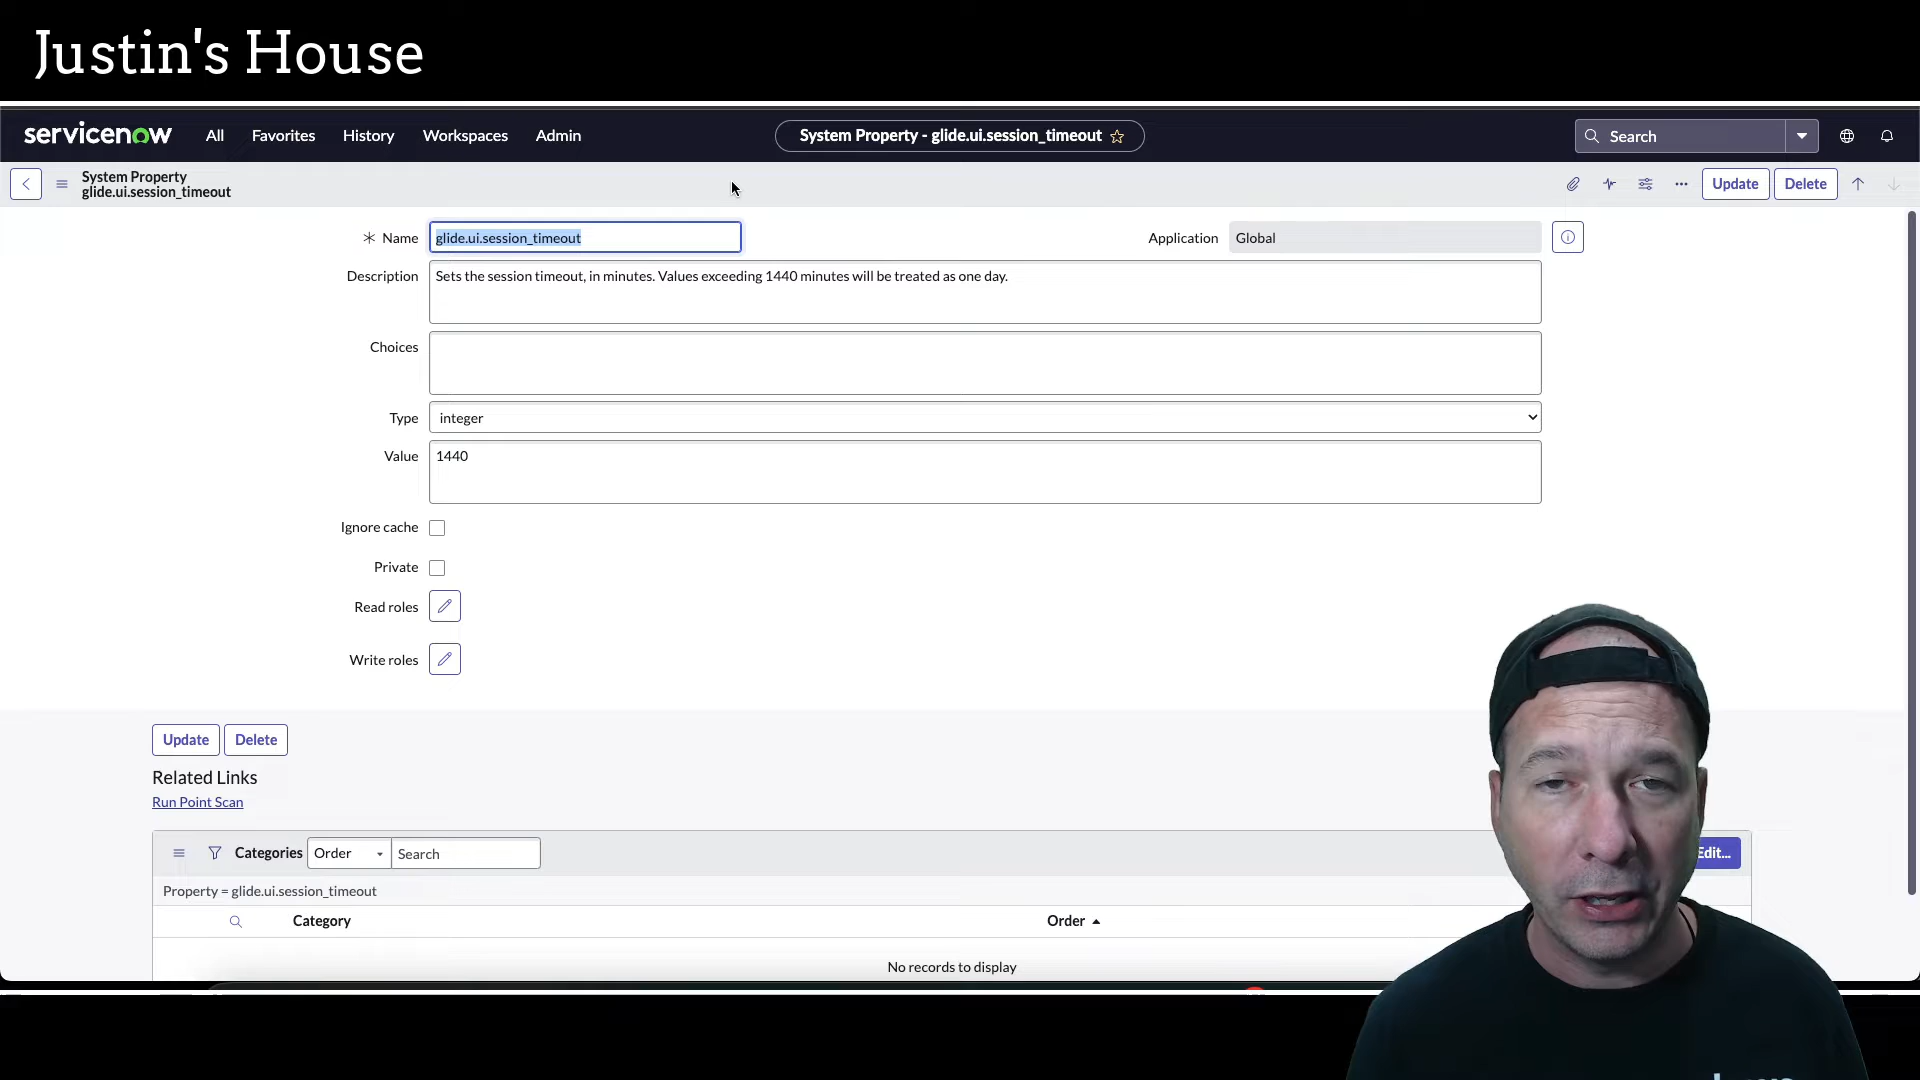 Justin's House
servicenow All Favorites History Workspaces Admin System Property - glide.ui.session_timeout Search
System Property
glide.ui.session_timeout
Update Delete
Name glide.ui.session_timeout Application Global
Description Sets the session timeout, in minutes. Values exceeding 1440 minutes will be treated as one day.
Choices
Type integer
Value 1440
Ignore cache
Private
Read roles
Write roles
Update Delete
Related Links
Run Point Scan
Categories Order Search Edit...
Property = glide.ui.session_timeout
Category Order
No records to display